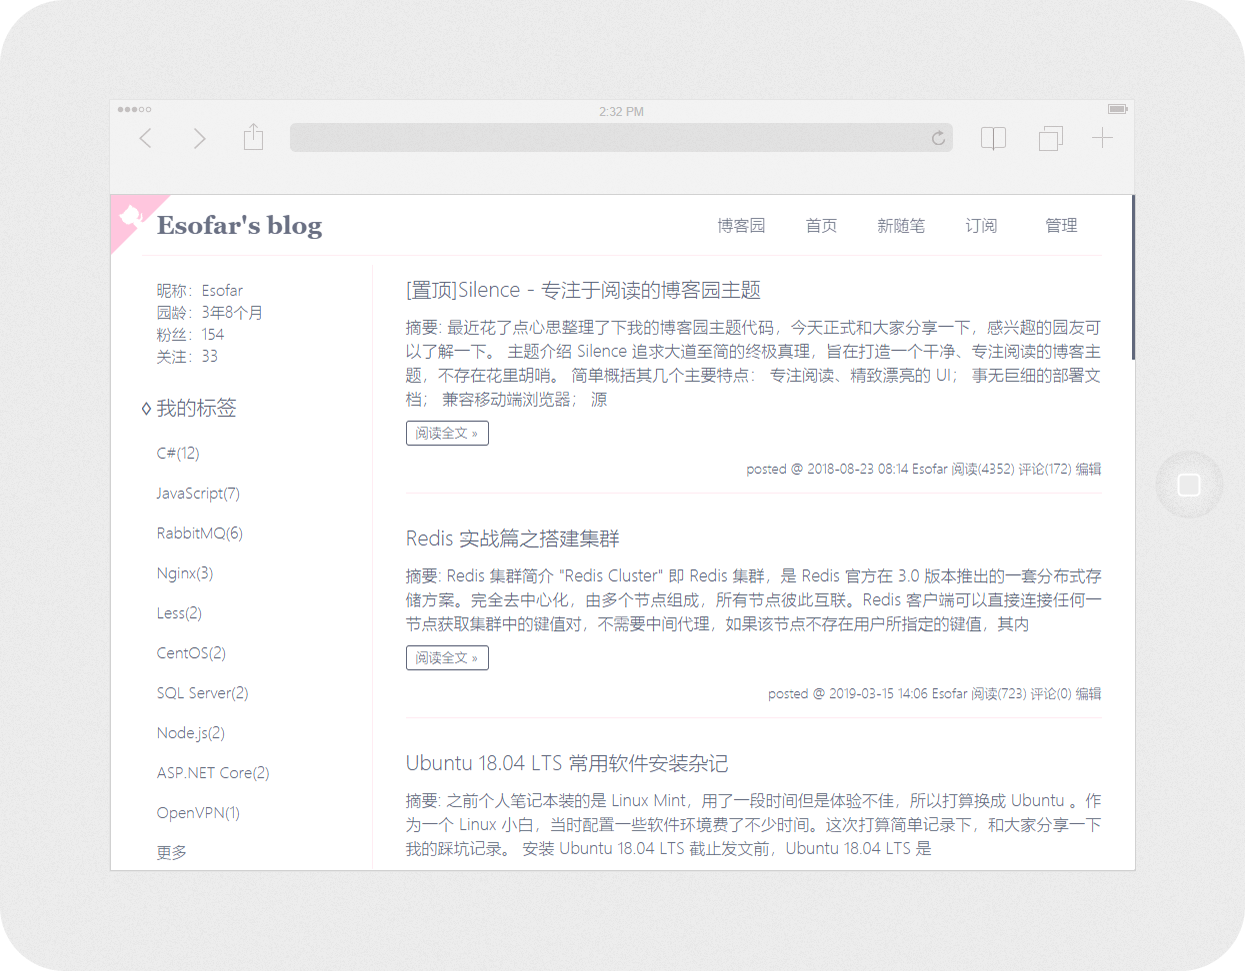 2:32 PM
Esofar's blog
博客园 首页 新随笔 订阅 管理
昵称：Esofar
园龄：3年8个月
粉丝：154
关注：33
我的标签
C#(12)
JavaScript(7)
RabbitMQ(6)
Nginx(3)
Less(2)
CentOS(2)
SQL Server(2)
Node.js(2)
ASP.NET Core(2)
OpenVPN(1)
更多
[置顶]Silence - 专注于阅读的博客园主题
摘要: 最近花了点心思整理了下我的博客园主题代码，今天正式和大家分享一下，感兴趣的园友可
以了解一下。 主题介绍 Silence 追求大道至简的终极真理，旨在打造一个干净、专注阅读的博客主
题，不存在花里胡哨。 简单概括其几个主要特点： 专注阅读、精致漂亮的 UI； 事无巨细的部署文
档； 兼容移动端浏览器； 源
阅读全文 »
posted @ 2018-08-23 08:14 Esofar 阅读(4352) 评论(172) 编辑
Redis 实战篇之搭建集群
摘要: Redis 集群简介 "Redis Cluster" 即 Redis 集群，是 Redis 官方在 3.0 版本推出的一套分布式存
储方案。完全去中心化，由多个节点组成，所有节点彼此互联。Redis 客户端可以直接连接任何一
节点获取集群中的键值对，不需要中间代理，如果该节点不存在用户所指定的键值，其内
阅读全文 »
posted @ 2019-03-15 14:06 Esofar 阅读(723) 评论(0) 编辑
Ubuntu 18.04 LTS 常用软件安装杂记
摘要: 之前个人笔记本装的是 Linux Mint，用了一段时间但是体验不佳，所以打算换成 Ubuntu 。作
为一个 Linux 小白，当时配置一些软件环境费了不少时间。这次打算简单记录下，和大家分享一下
我的踩坑记录。 安装 Ubuntu 18.04 LTS 截止发文前，Ubuntu 18.04 LTS 是